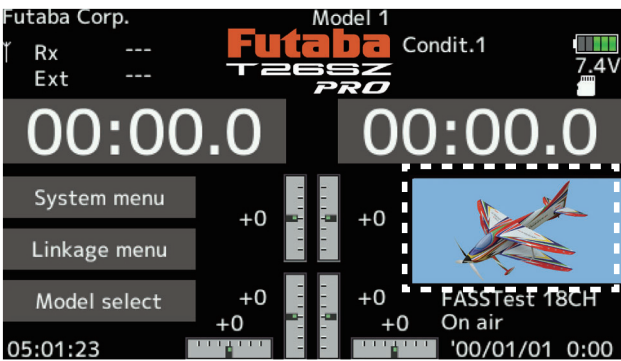 Futaba Corp.
Model 1
Rx ---
Ext ---
Futaba
T26SZ
PRO
Condit.1
7.4V
00:00.0
00:00.0
System menu
Linkage menu
Model select
+0
+0
+0
+0
+0
+0
FASSTest 18CH
On air
05:01:23
'00/01/01 0:00